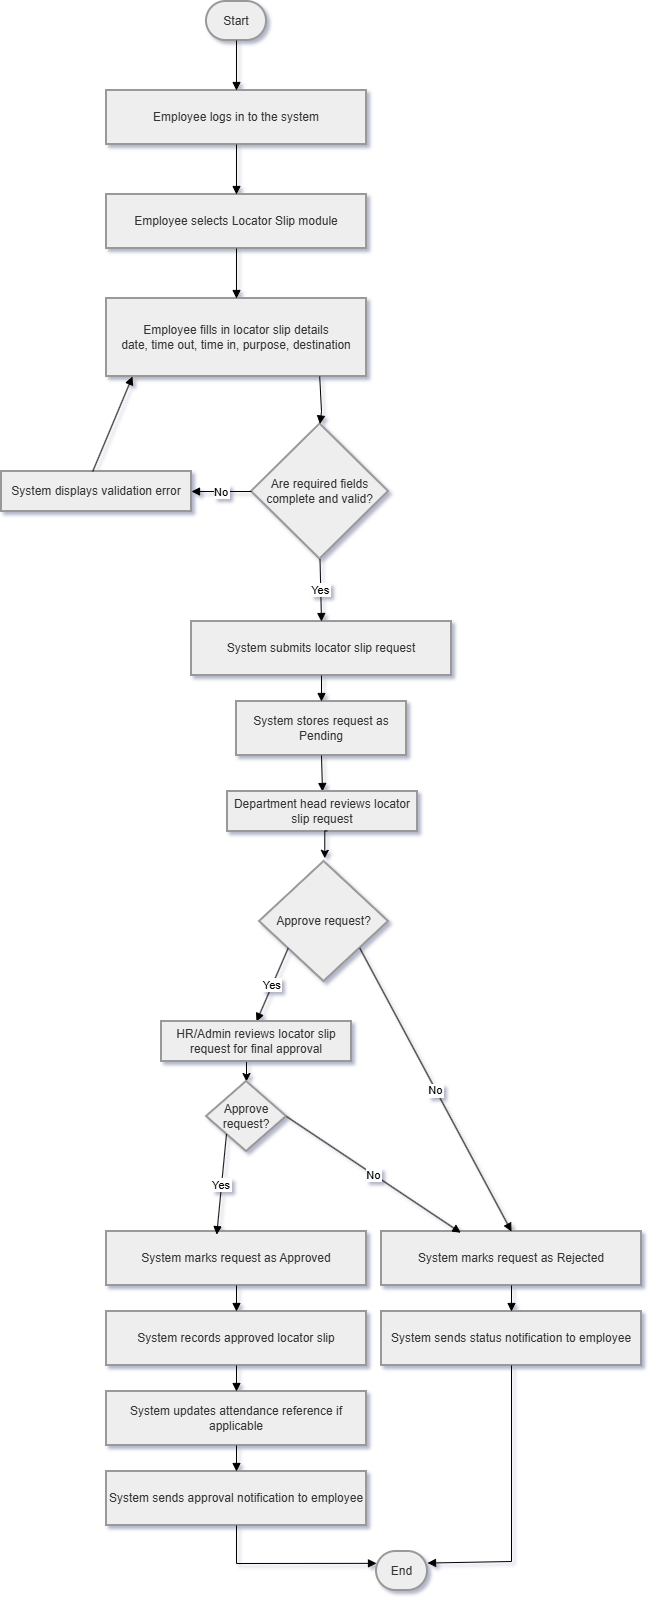 Start
Employee logs in to the system
Employee selects Locator Slip module
Employee fills in locator slip details
date, time out, time in, purpose, destination
Are required fields
complete and valid?
No
System displays validation error
Yes
System submits locator slip request
System stores request as
Pending
Department head reviews locator
slip request
Approve request?
Yes
HR/Admin reviews locator slip
request for final approval
No
Approve
request?
Yes
No
System marks request as Approved
System marks request as Rejected
System records approved locator slip
System sends status notification to employee
System updates attendance reference if
applicable
System sends approval notification to employee
End